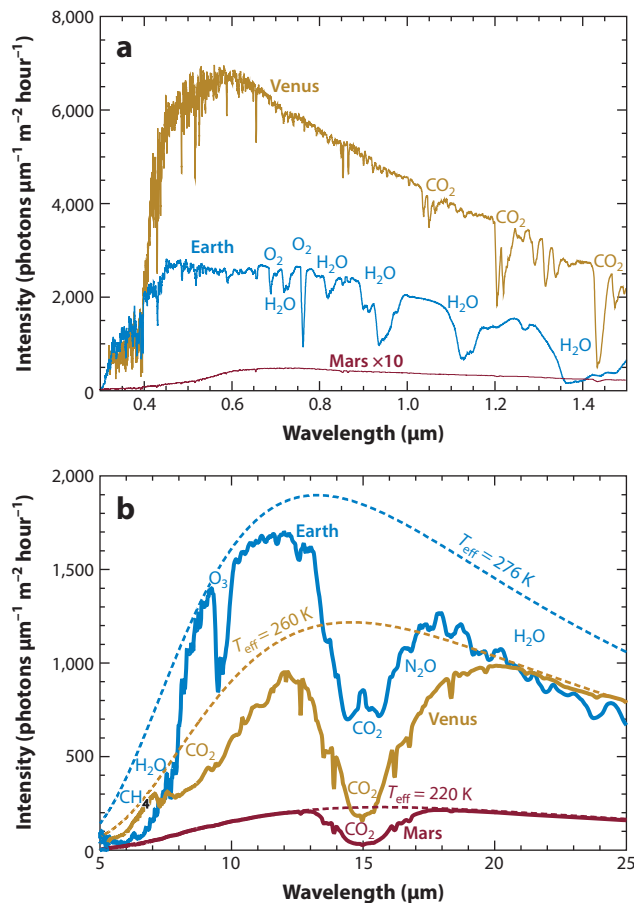 a
8,000
6,000
4,000
2,000
0
Intensity (photons µm⁻¹ m⁻² hour⁻¹)
Venus
CO₂
CO₂
CO₂
Earth
O₂
O₂
H₂O
H₂O
H₂O
H₂O
H₂O
Mars ×10
0.4 0.6 0.8 1.0 1.2 1.4
Wavelength (µm)
b
2,000
1,500
1,000
500
0
Intensity (photons µm⁻¹ m⁻² hour⁻¹)
Earth
T_eff = 276 K
O₃
T_eff = 260 K
H₂O
N₂O
CO₂
H₂O
CO₂
Venus
CH₄
CO₂
T_eff = 220 K
CO₂
Mars
5 10 15 20 25
Wavelength (µm)